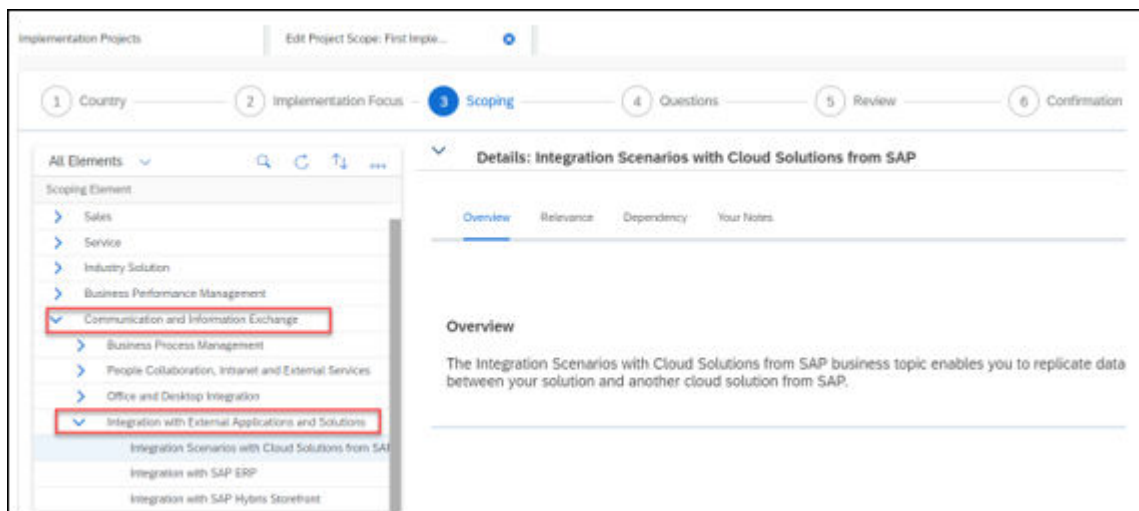 Implementation Projects
Edit Project Scope: First Imple...
1 Country
2 Implementation Focus
3 Scoping
4 Questions
5 Review
6 Confirmation
All Elements
...
Scoping Element
Sales
Service
Industry Solution
Business Performance Management
Communication and Information Exchange
Business Process Management
People Collaboration, Intranet and External Services
Office and Desktop Integration
Integration with External Applications and Solutions
Integration Scenarios with Cloud Solutions from SAP
Integration with SAP ERP
Integration with SAP Hybris Storefront
Details: Integration Scenarios with Cloud Solutions from SAP
Overview
Relevance
Dependency
Your Notes
Overview
The Integration Scenarios with Cloud Solutions from SAP business topic enables you to replicate data
between your solution and another cloud solution from SAP.